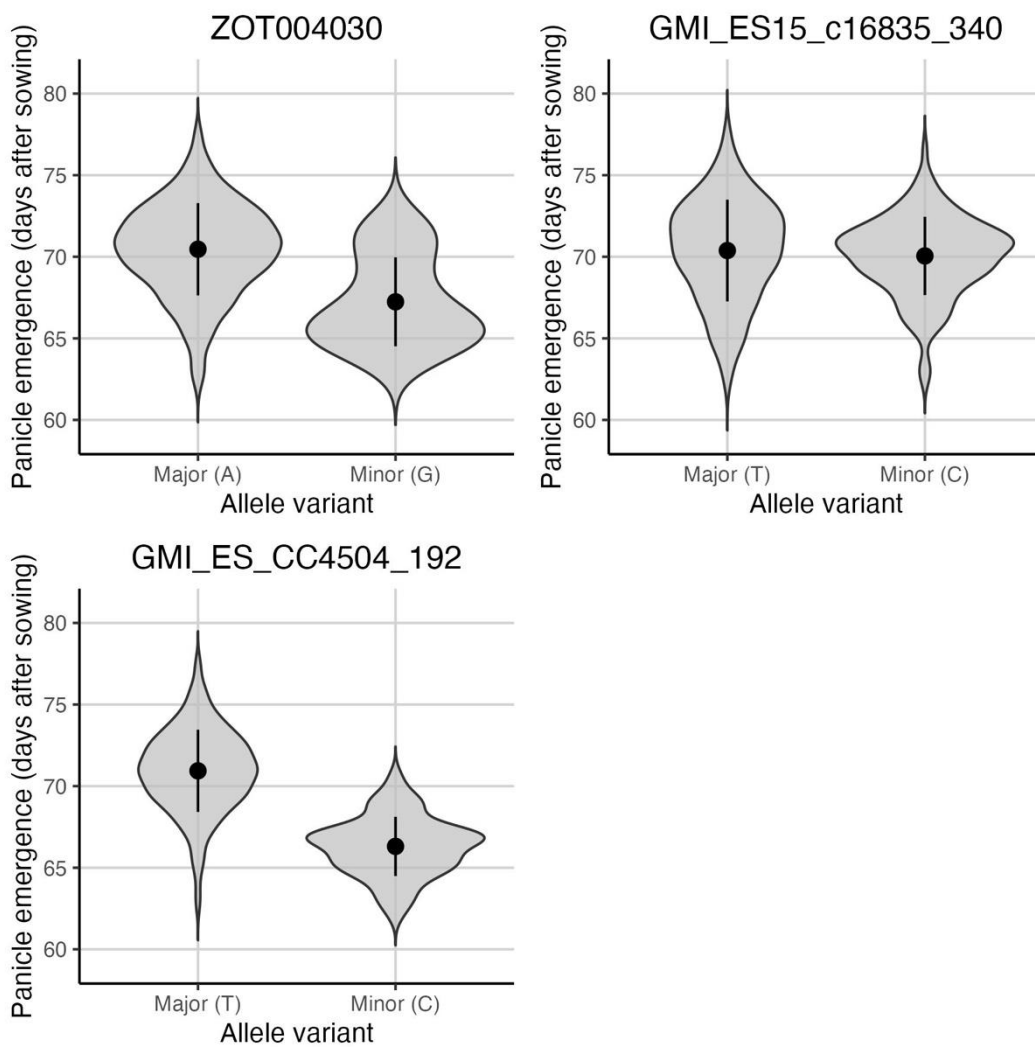 ZOT004030
Panicle emergence (days after sowing)
80
75
70
65
60
Major (A) Minor (G)
Allele variant
GMI_ES15_c16835_340
Panicle emergence (days after sowing)
80
75
70
65
60
Major (T) Minor (C)
Allele variant
GMI_ES_CC4504_192
Panicle emergence (days after sowing)
80
75
70
65
60
Major (T) Minor (C)
Allele variant